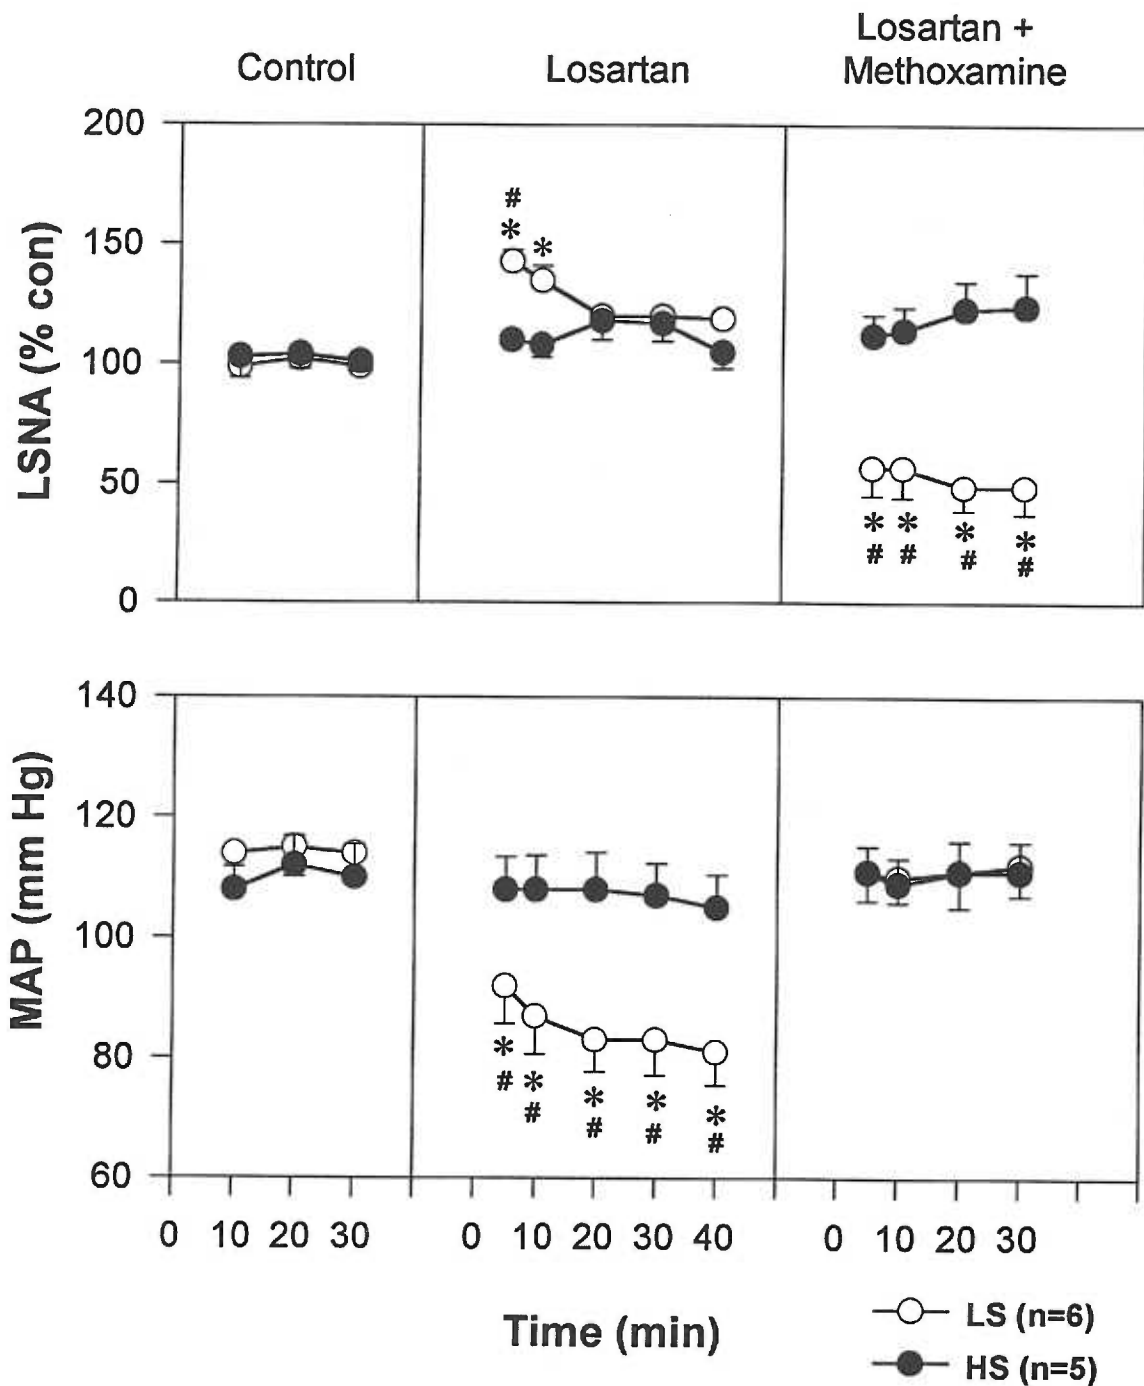 Control
Losartan
Losartan +
Methoxamine
LSNA (% con)
200
150
100
50
0
#
* *
* * * *
# # # #
MAP (mm Hg)
140
120
100
80
60
* * * * *
# # # # #
0 10 20 30
0 10 20 30 40
0 10 20 30
Time (min)
LS (n=6)
HS (n=5)